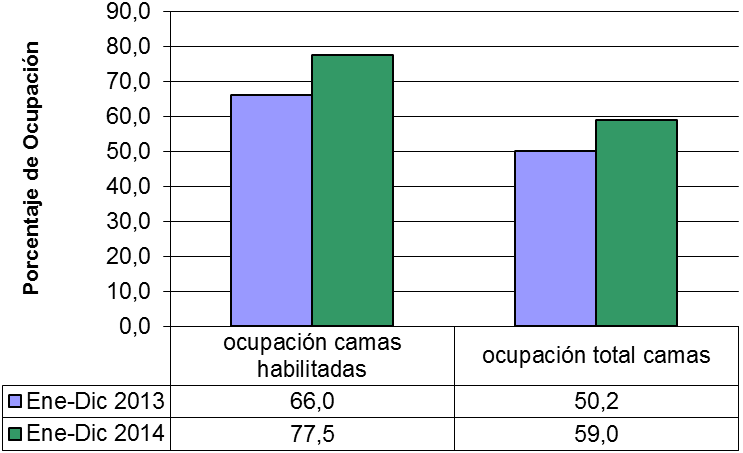 Porcentaje de Ocupación
90,0
80,0
70,0
60,0
50,0
40,0
30,0
20,0
10,0
0,0
ocupación camas
habilitadas
ocupación total camas
Ene-Dic 2013 66,0 50,2
Ene-Dic 2014 77,5 59,0